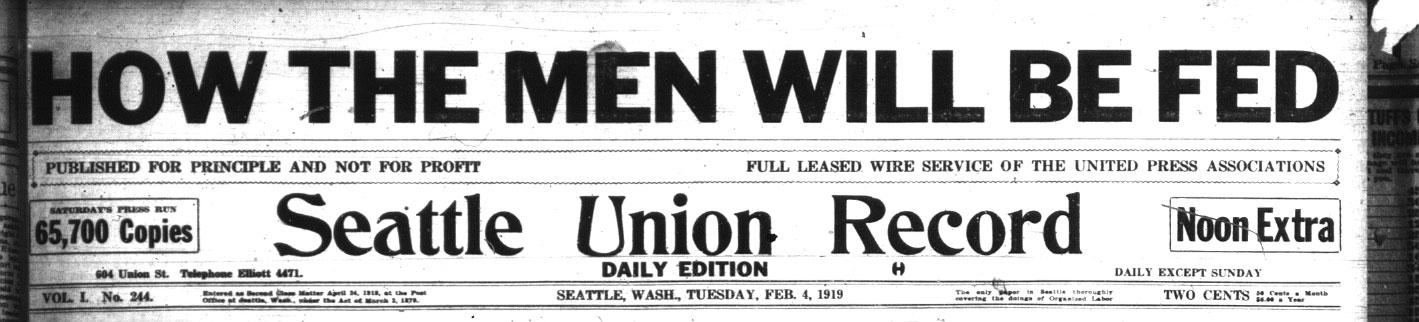 HOW THE MEN WILL BE FED
PUBLISHED FOR PRINCIPLE AND NOT FOR PROFIT
FULL LEASED WIRE SERVICE OF THE UNITED PRESS ASSOCIATIONS
SATURDAY'S PRESS RUN
65,700 Copies
Seattle Union Record
Noon Extra
604 Union St. Telephone Elliott 4471.
DAILY EDITION
DAILY EXCEPT SUNDAY
VOL. I. No. 244.
Entered as Second Class Matter April 24, 1918, at the Post
Office at Seattle, Wash., under the Act of March 3, 1879.
SEATTLE, WASH., TUESDAY, FEB. 4, 1919
The only paper in Seattle thoroughly
covering the doings of Organized Labor
TWO CENTS
50 Cents a Month
$6.00 a Year